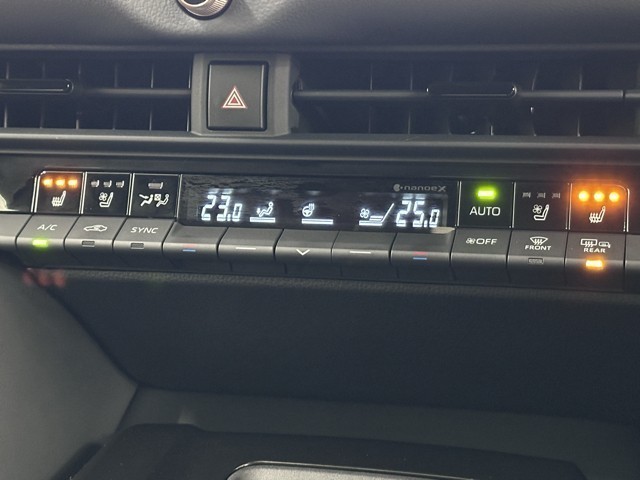 nanoeX
23.0 25.0 AUTO
A/C SYNC OFF FRONT REAR